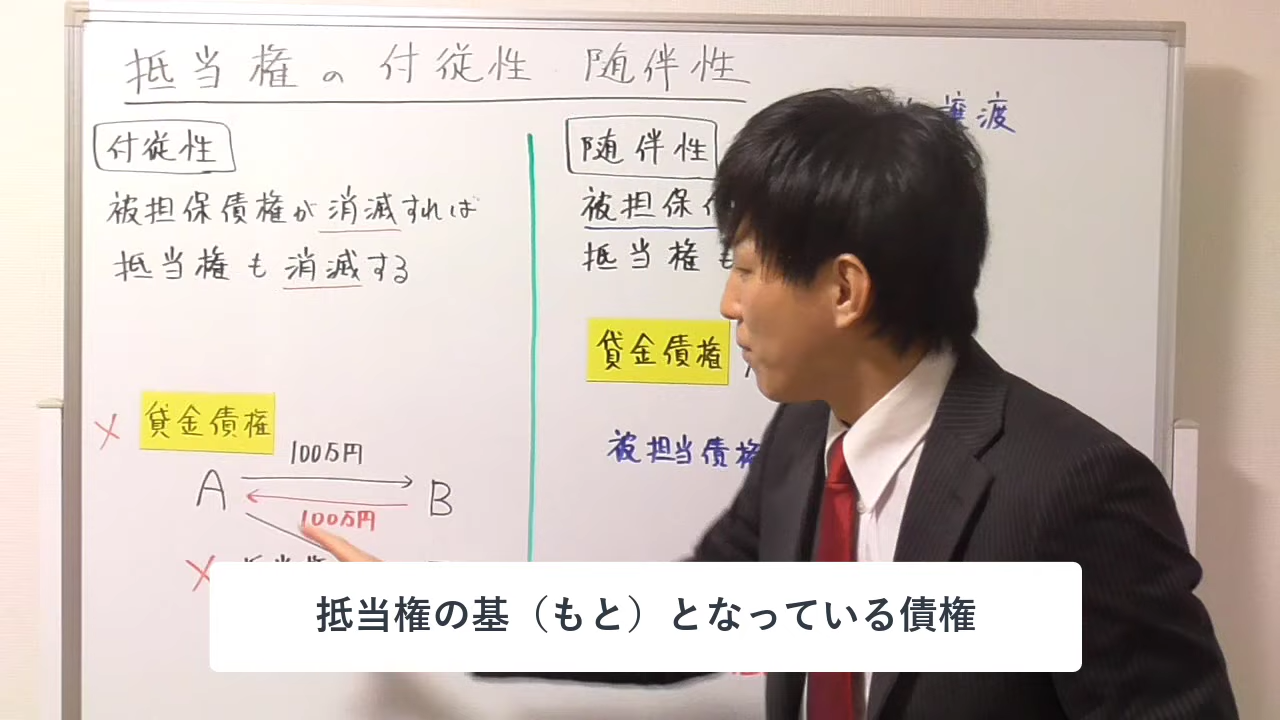 抵当権の付従性 随伴性
付従性
被担保債権が消滅すれば
抵当権も消滅する
貸金債権
100万円
A B
100万円
随伴性
譲渡
被担保
抵当権も
貸金債権
被担当債権
抵当権の基（もと）となっている債権